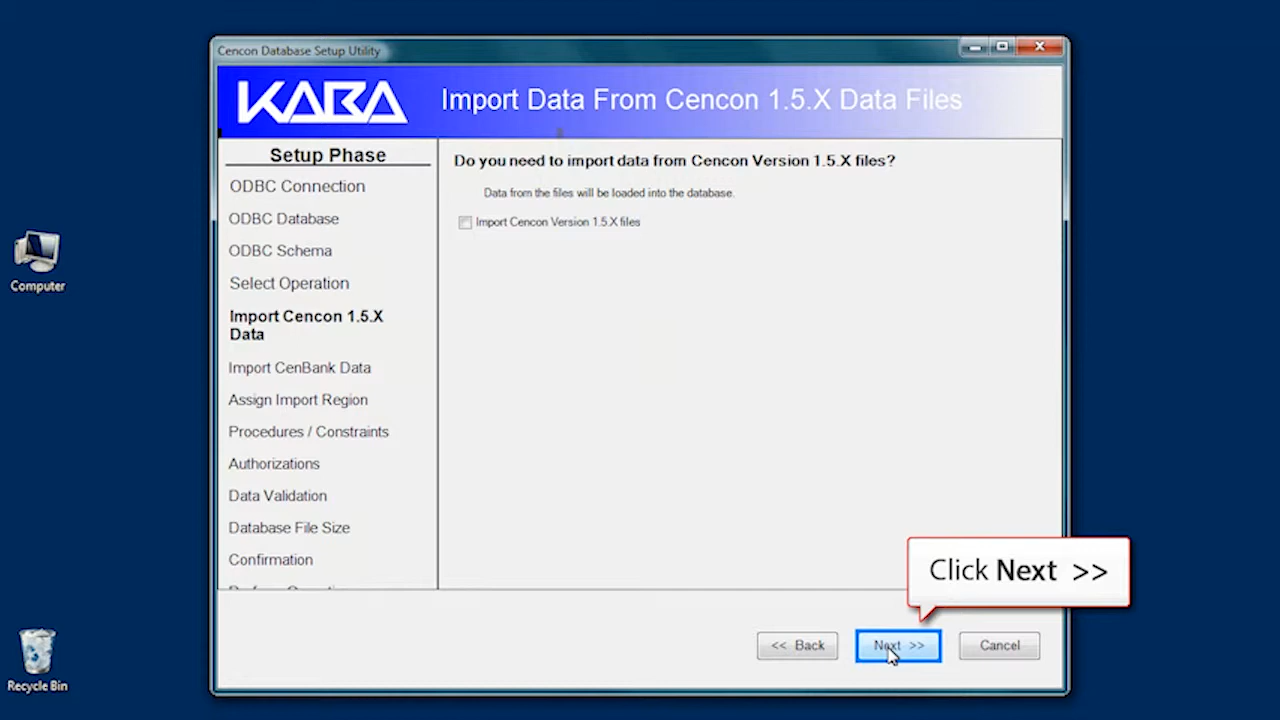 Cencon Database Setup Utility
KABA
Import Data From Cencon 1.5.X Data Files
Setup Phase
ODBC Connection
ODBC Database
ODBC Schema
Select Operation
Import Cencon 1.5.X
Data
Import CenBank Data
Assign Import Region
Procedures / Constraints
Authorizations
Data Validation
Database File Size
Confirmation
Do you need to import data from Cencon Version 1.5.X files?
Data from the files will be loaded into the database.
Import Cencon Version 1.5.X files
Click Next >>
<< Back
Next >>
Cancel
Computer
Recycle Bin